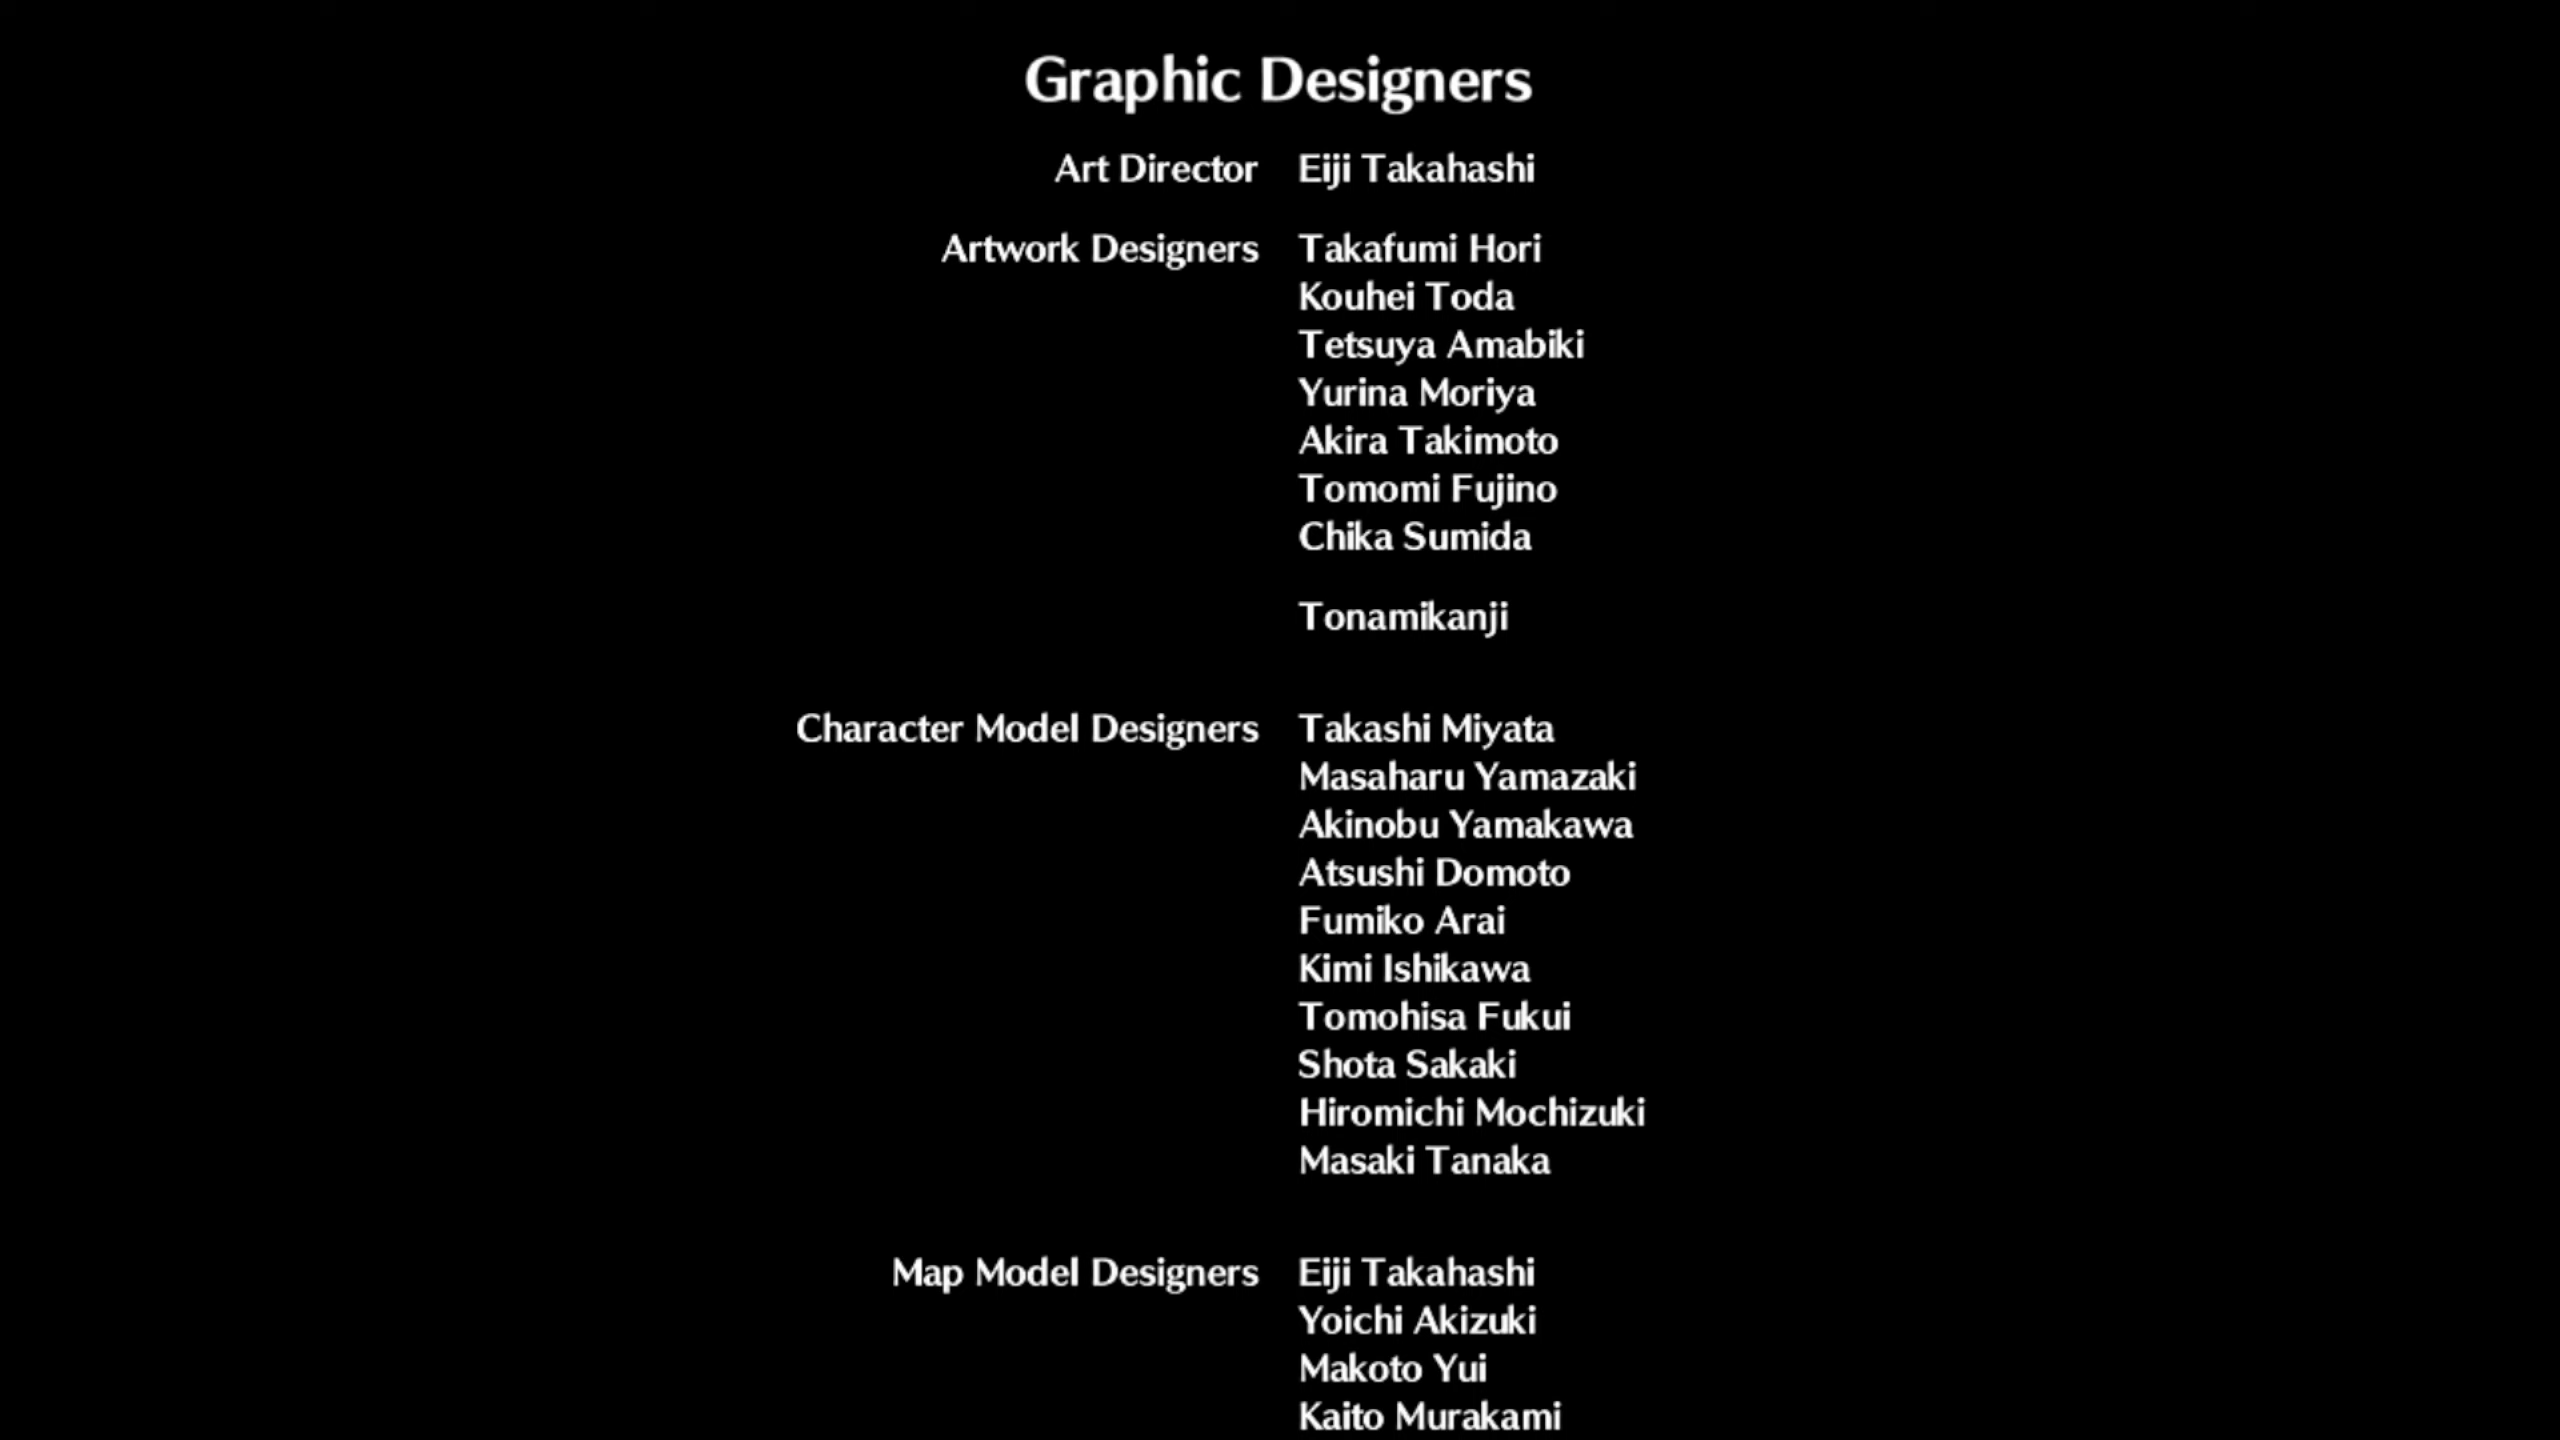 Graphic Designers
Art Director Eiji Takahashi
Artwork Designers Takafumi Hori
Kouhei Toda
Tetsuya Amabiki
Yurina Moriya
Akira Takimoto
Tomomi Fujino
Chika Sumida
Tonamikanji
Character Model Designers Takashi Miyata
Masaharu Yamazaki
Akinobu Yamakawa
Atsushi Domoto
Fumiko Arai
Kimi Ishikawa
Tomohisa Fukui
Shota Sakaki
Hiromichi Mochizuki
Masaki Tanaka
Map Model Designers Eiji Takahashi
Yoichi Akizuki
Makoto Yui
Kaito Murakami